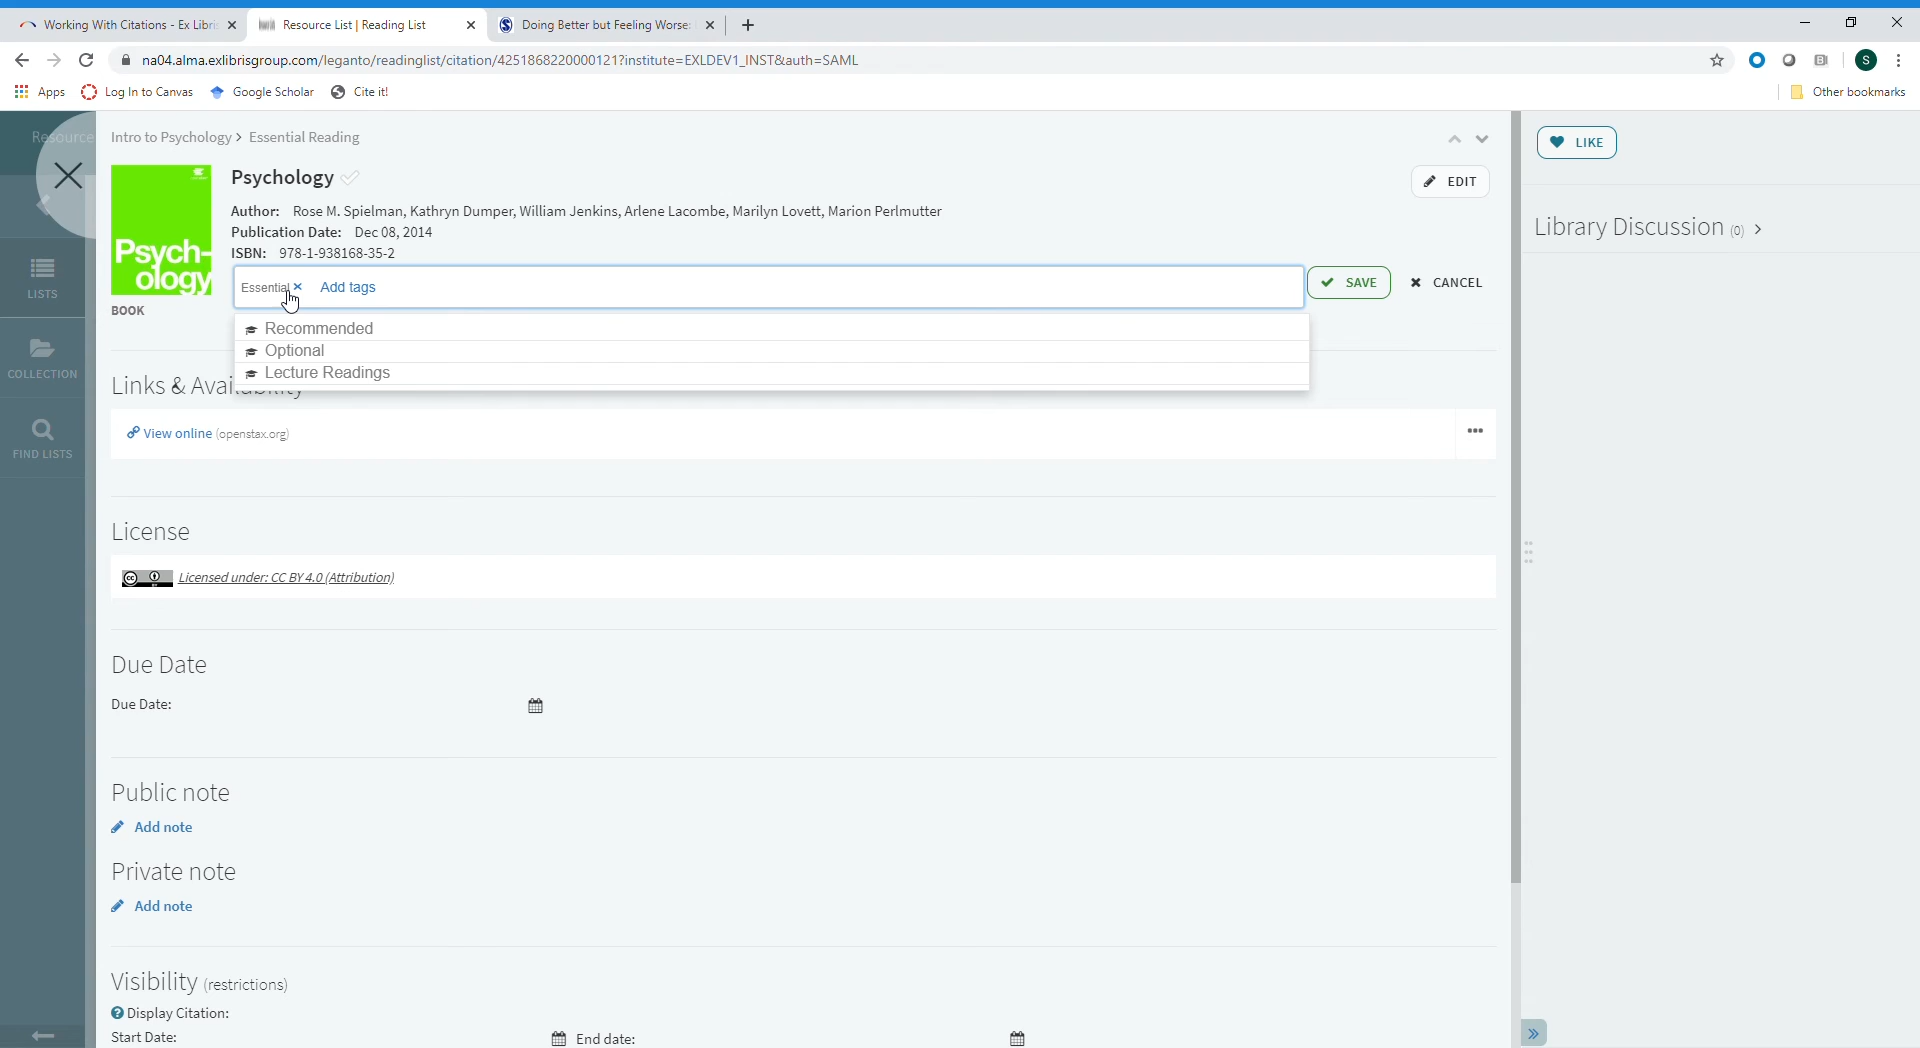 Working With Citations - Ex Libris
Resource List | Reading List
Doing Better but Feeling Worse:
na04.alma.exlibrisgroup.com/leganto/readinglist/citation/4251868220000121?institute=EXLDEV1_INST&auth=SAML
S
Apps
Log In to Canvas
Google Scholar
Cite it!
Other bookmarks
Resource
Intro to Psychology > Essential Reading
LIKE
Psychology
EDIT
Author: Rose M. Spielman, Kathryn Dumper, William Jenkins, Arlene Lacombe, Marilyn Lovett, Marion Perlmutter
Publication Date: Dec 08, 2014
ISBN: 978-1-938168-35-2
Library Discussion (0) >
Psych-
ology
BOOK
Essential × Add tags
SAVE
CANCEL
Recommended
Optional
Lecture Readings
LISTS
COLLECTION
FIND LISTS
Links & Availability
View online (openstax.org)
License
Licensed under: CC BY 4.0 (Attribution)
Due Date
Due Date:
Public note
Add note
Private note
Add note
Visibility (restrictions)
Display Citation:
Start Date:
End date: